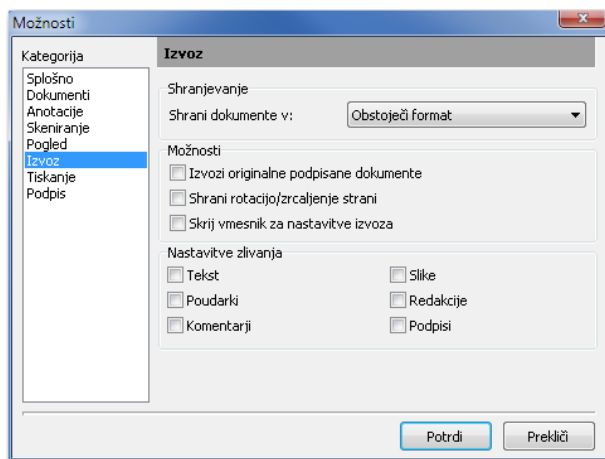 Možnosti
Kategorija
Splošno
Dokumenti
Anotacije
Skeniranje
Pogled
Izvoz
Tiskanje
Podpis
Izvoz
Shranjevanje
Shrani dokumente v: Obstoječi format
Možnosti
Izvozi originalne podpisane dokumente
Shrani rotacijo/zrcaljenje strani
Skrij vmesnik za nastavitve izvoza
Nastavitve zlivanja
Tekst Slike
Poudarki Redakcije
Komentarji Podpisi
Potrdi Prekliči